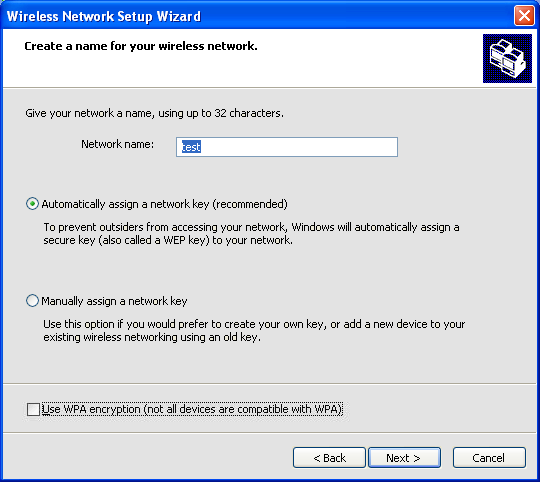 Wireless Network Setup Wizard
Create a name for your wireless network.
Give your network a name, using up to 32 characters.
Network name: test
Automatically assign a network key (recommended)
To prevent outsiders from accessing your network, Windows will automatically assign a
secure key (also called a WEP key) to your network.
Manually assign a network key
Use this option if you would prefer to create your own key, or add a new device to your
existing wireless networking using an old key.
Use WPA encryption (not all devices are compatible with WPA)
< Back Next > Cancel